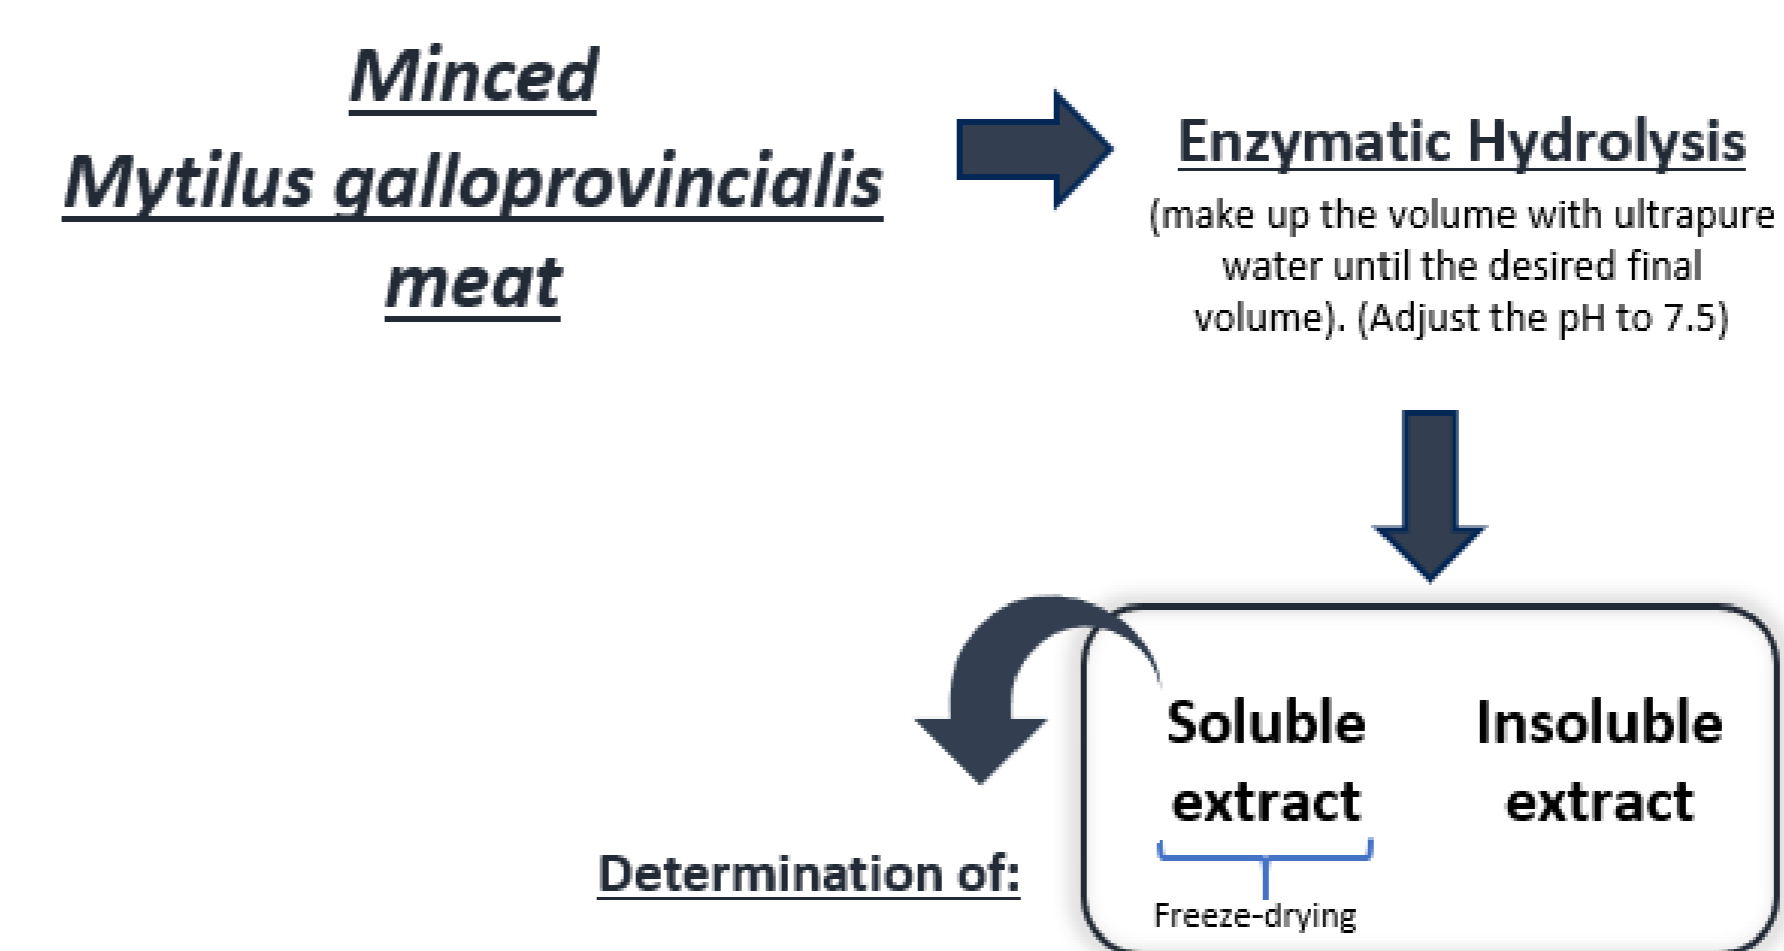 Minced
Mytilus galloprovincialis
meat
Enzymatic Hydrolysis
(make up the volume with ultrapure
water until the desired final
volume). (Adjust the pH to 7.5)
Soluble
extract
Insoluble
extract
Freeze-drying
Determination of: